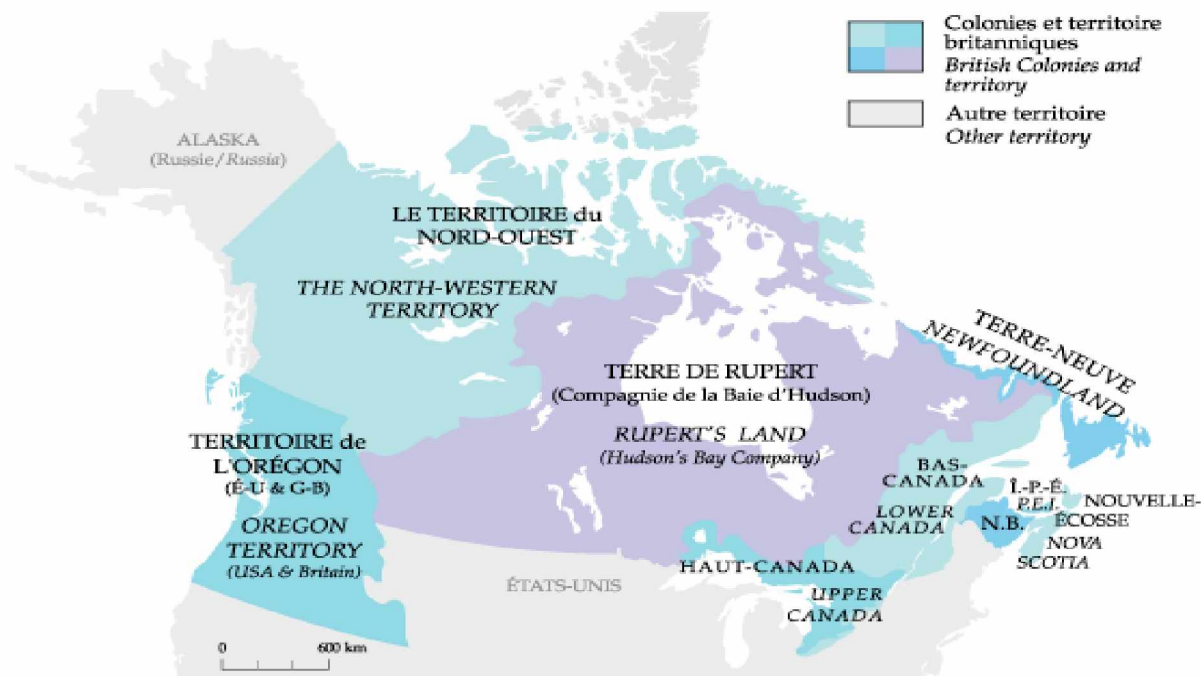 Colonies et territoire
britanniques
British Colonies and
territory
Autre territoire
Other territory
ALASKA
(Russie/Russia)
LE TERRITOIRE du
NORD-OUEST
THE NORTH-WESTERN
TERRITORY
TERRE-NEUVE
NEWFOUNDLAND
TERRE DE RUPERT
(Compagnie de la Baie d'Hudson)
RUPERT'S LAND
(Hudson's Bay Company)
TERRITOIRE de
L'ORÉGON
(É-U & G-B)
OREGON
TERRITORY
(USA & Britain)
BAS-
CANADA
LOWER
CANADA
Î.-P.-É.
P.E.I.
N.B.
NOUVELLE-
ÉCOSSE
NOVA
SCOTIA
HAUT-CANADA
UPPER
CANADA
ÉTATS-UNIS
0 600 km